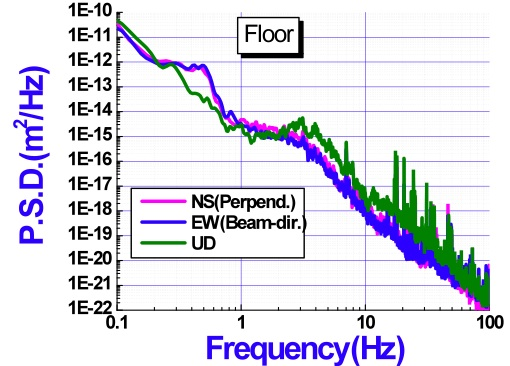 Floor
1E-10
1E-11
1E-12
1E-13
1E-14
1E-15
1E-16
1E-17
1E-18
1E-19
1E-20
1E-21
1E-22
P.S.D.(m²/Hz)
NS(Perpend.)
EW(Beam-dir.)
UD
0.1 1 10 100
Frequency(Hz)